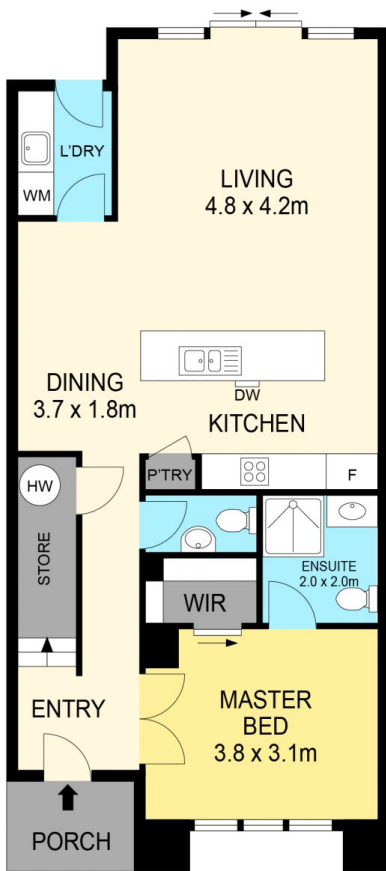 L'DRY
WM
LIVING
4.8 x 4.2m
DINING
3.7 x 1.8m
DW
KITCHEN
P'TRY
F
HW
STORE
ENSUITE
2.0 x 2.0m
WIR
ENTRY
MASTER
BED
3.8 x 3.1m
PORCH